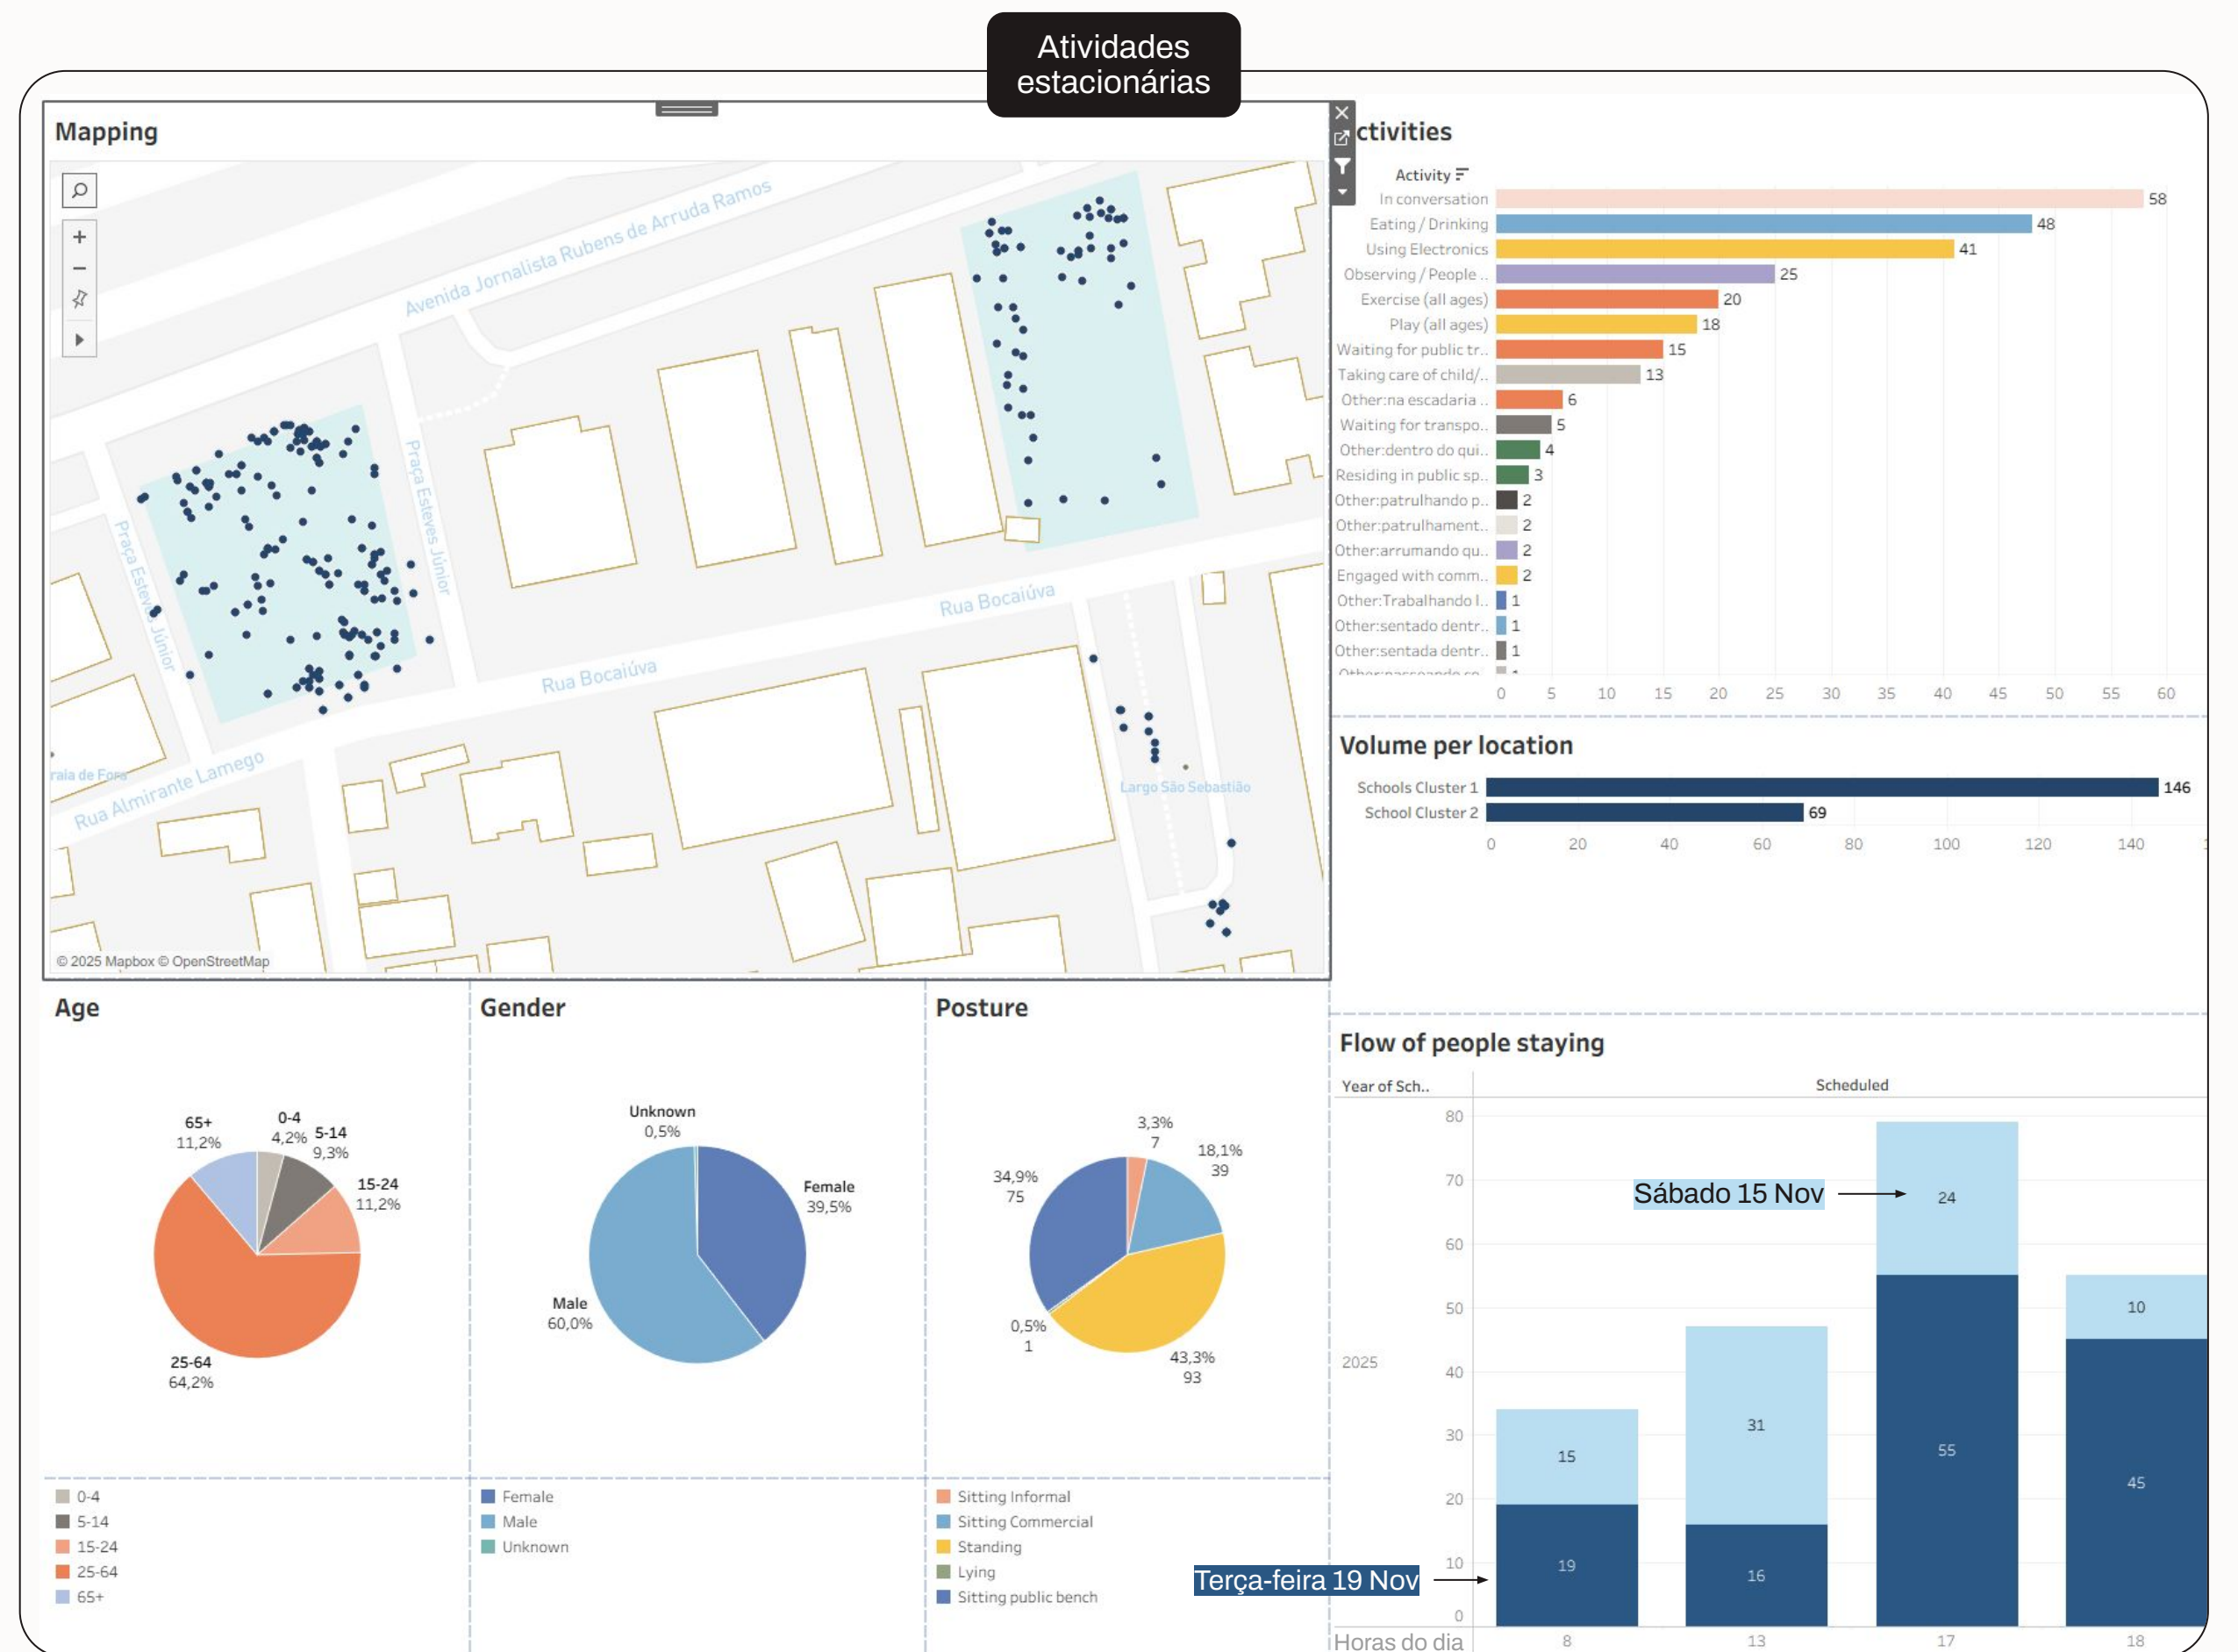 Atividades
estacionárias
Mapping
Avenida Jornalista Rubens de Arruda Ramos
Praça Esteves Júnior
Praça Esteves Júnior
Rua Bocaiúva
Rua Bocaiúva
Rua Almirante Lamego
raia de Fora
Largo São Sebastião
© 2025 Mapbox © OpenStreetMap
ctivities
Activity
In conversation 58
Eating / Drinking 48
Using Electronics 41
Observing / People .. 25
Exercise (all ages) 20
Play (all ages) 18
Waiting for public tr.. 15
Taking care of child/.. 13
Other:na escadaria .. 6
Waiting for transpo.. 5
Other:dentro do qui.. 4
Residing in public sp.. 3
Other:patrulhando p.. 2
Other:patrulhament.. 2
Other:arrumando qu.. 2
Engaged with comm.. 2
Other:Trabalhando l.. 1
Other:sentado dentr.. 1
Other:sentada dentr.. 1
0 5 10 15 20 25 30 35 40 45 50 55 60
Volume per location
Schools Cluster 1 146
School Cluster 2 69
0 20 40 60 80 100 120 140
Age
65+
11,2%
0-4
4,2%
5-14
9,3%
15-24
11,2%
25-64
64,2%
0-4
5-14
15-24
25-64
65+
Gender
Unknown
0,5%
Female
39,5%
Male
60,0%
Female
Male
Unknown
Posture
3,3%
7
18,1%
39
34,9%
75
0,5%
1
43,3%
93
Sitting Informal
Sitting Commercial
Standing
Lying
Sitting public bench
Flow of people staying
Year of Sch..
Scheduled
2025
80
70
60
50
40
30
20
10
0
Sábado 15 Nov
Terça-feira 19 Nov
15
19
31
16
24
55
10
45
Horas do dia 8 13 17 18